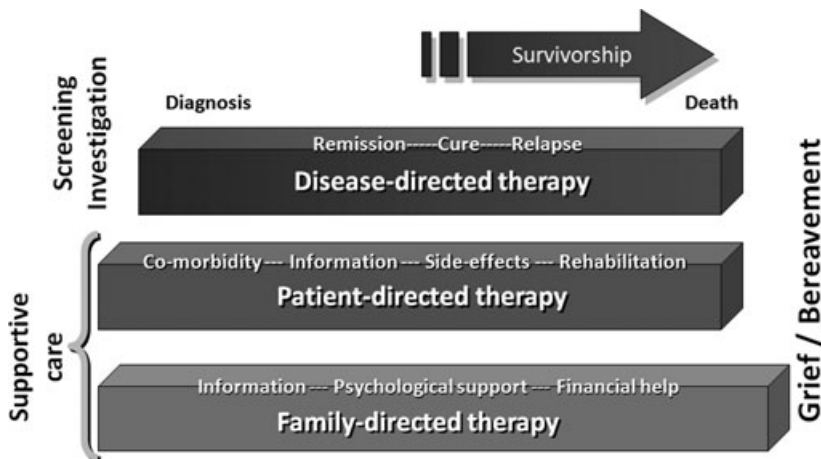 Survivorship
Screening
Investigation
Diagnosis
Death
Remission-----Cure-----Relapse
Disease-directed therapy
Supportive
care
Co-morbidity--- Information --- Side-effects --- Rehabilitation
Patient-directed therapy
Information --- Psychological support --- Financial help
Family-directed therapy
Grief / Bereavement